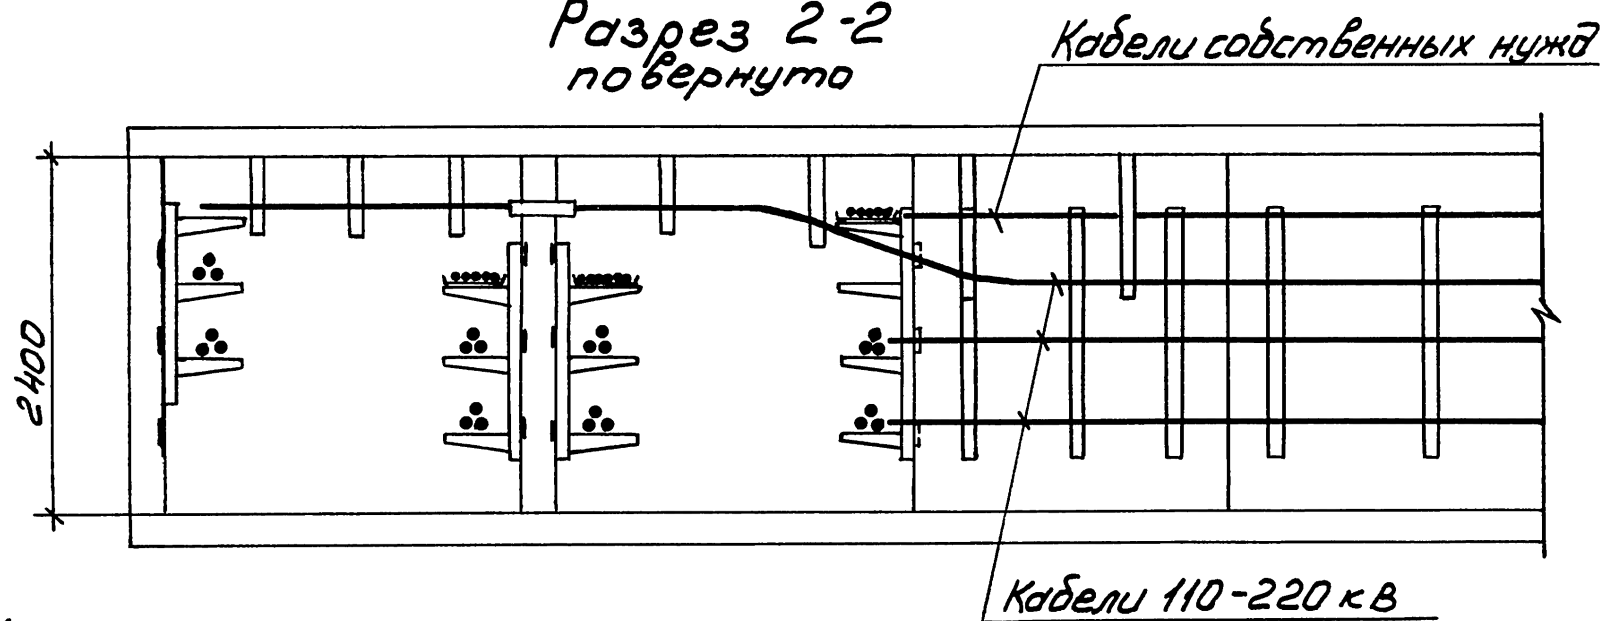 Разрез 2-2
повернуто
Кабели собственных нужд
2400
Кабели 110-220 кВ